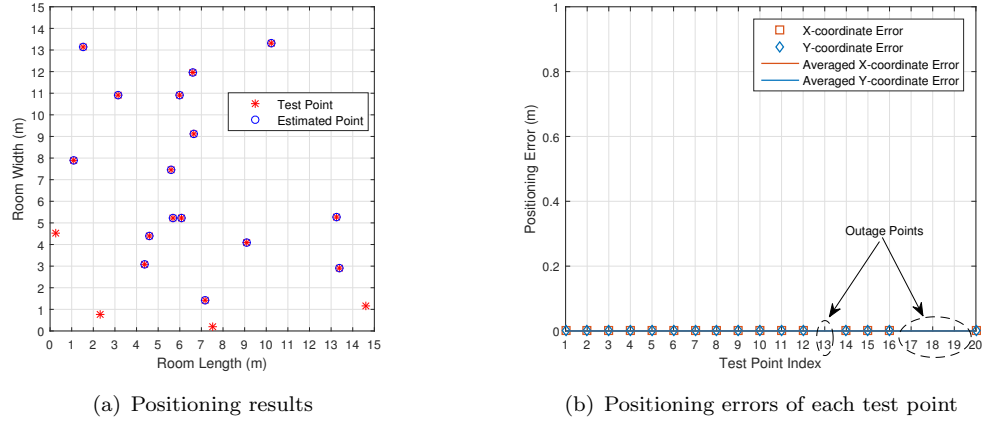 15
14
13
12
11
10
9
8
7
6
5
4
3
2
1
0
Room Width (m)
Test Point
Estimated Point
0 1 2 3 4 5 6 7 8 9 10 11 12 13 14 15
Room Length (m)
(a) Positioning results
1
0.8
0.6
0.4
0.2
0
Positioning Error (m)
X-coordinate Error
Y-coordinate Error
Averaged X-coordinate Error
Averaged Y-coordinate Error
Outage Points
1 2 3 4 5 6 7 8 9 10 11 12 13 14 15 16 17 18 19 20
Test Point Index
(b) Positioning errors of each test point